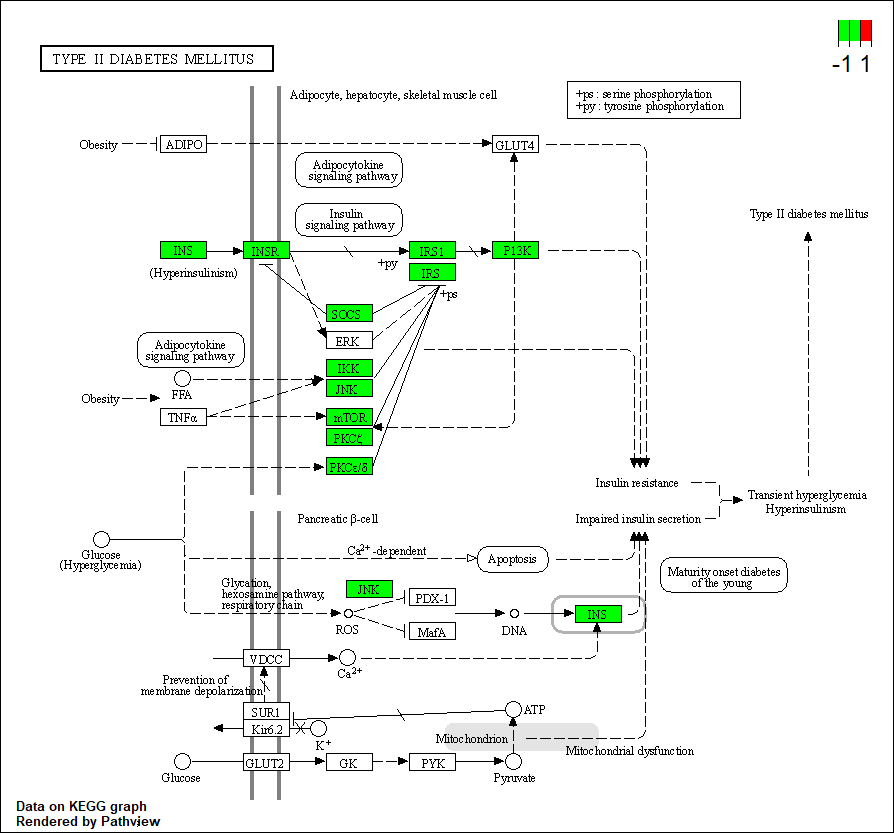 -1 1
TYPE II DIABETES MELLITUS
Adipocyte, hepatocyte, skeletal muscle cell
+ps : serine phosphorylation
+py : tyrosine phosphorylation
Obesity
ADIPO
GLUT4
Adipocytokine
signaling pathway
Insulin
signaling pathway
Type II diabetes mellitus
INS
INSR
IRS1
P13K
+py
(Hyperinsulinism)
IRS
+ps
SOCS
ERK
Adipocytokine
signaling pathway
IKK
FFA
JNK
Obesity
TNFα
mTOR
PKCζ
PKCε/δ
Insulin resistance
Transient hyperglycemia
Hyperinsulinism
Pancreatic β-cell
Impaired insulin secretion
Glucose
(Hyperglycemia)
Ca2+ -dependent
Apoptosis
Maturity onset diabetes
of the young
Glycation,
hexosamine pathway,
respiratory chain
JNK
PDX-1
ROS
MafA
DNA
INS
VDCC
Ca2+
Prevention of
membrane depolarization
SUR1
Kir6.2
K+
ATP
Mitochondrion
Mitochondrial dysfunction
Glucose
GLUT2
GK
PYK
Pyruvate
Data on KEGG graph
Rendered by Pathview